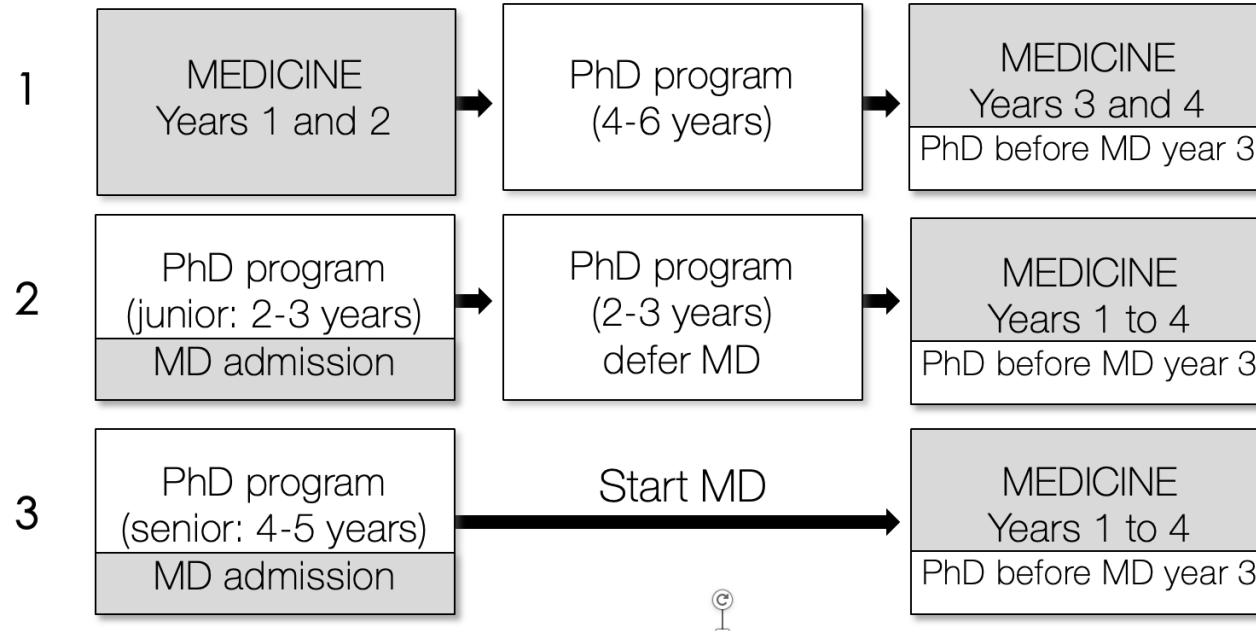 1
MEDICINE
Years 1 and 2
PhD program
(4-6 years)
MEDICINE
Years 3 and 4
PhD before MD year 3
2
PhD program
(junior: 2-3 years)
MD admission
PhD program
(2-3 years)
defer MD
MEDICINE
Years 1 to 4
PhD before MD year 3
3
PhD program
(senior: 4-5 years)
MD admission
Start MD
MEDICINE
Years 1 to 4
PhD before MD year 3